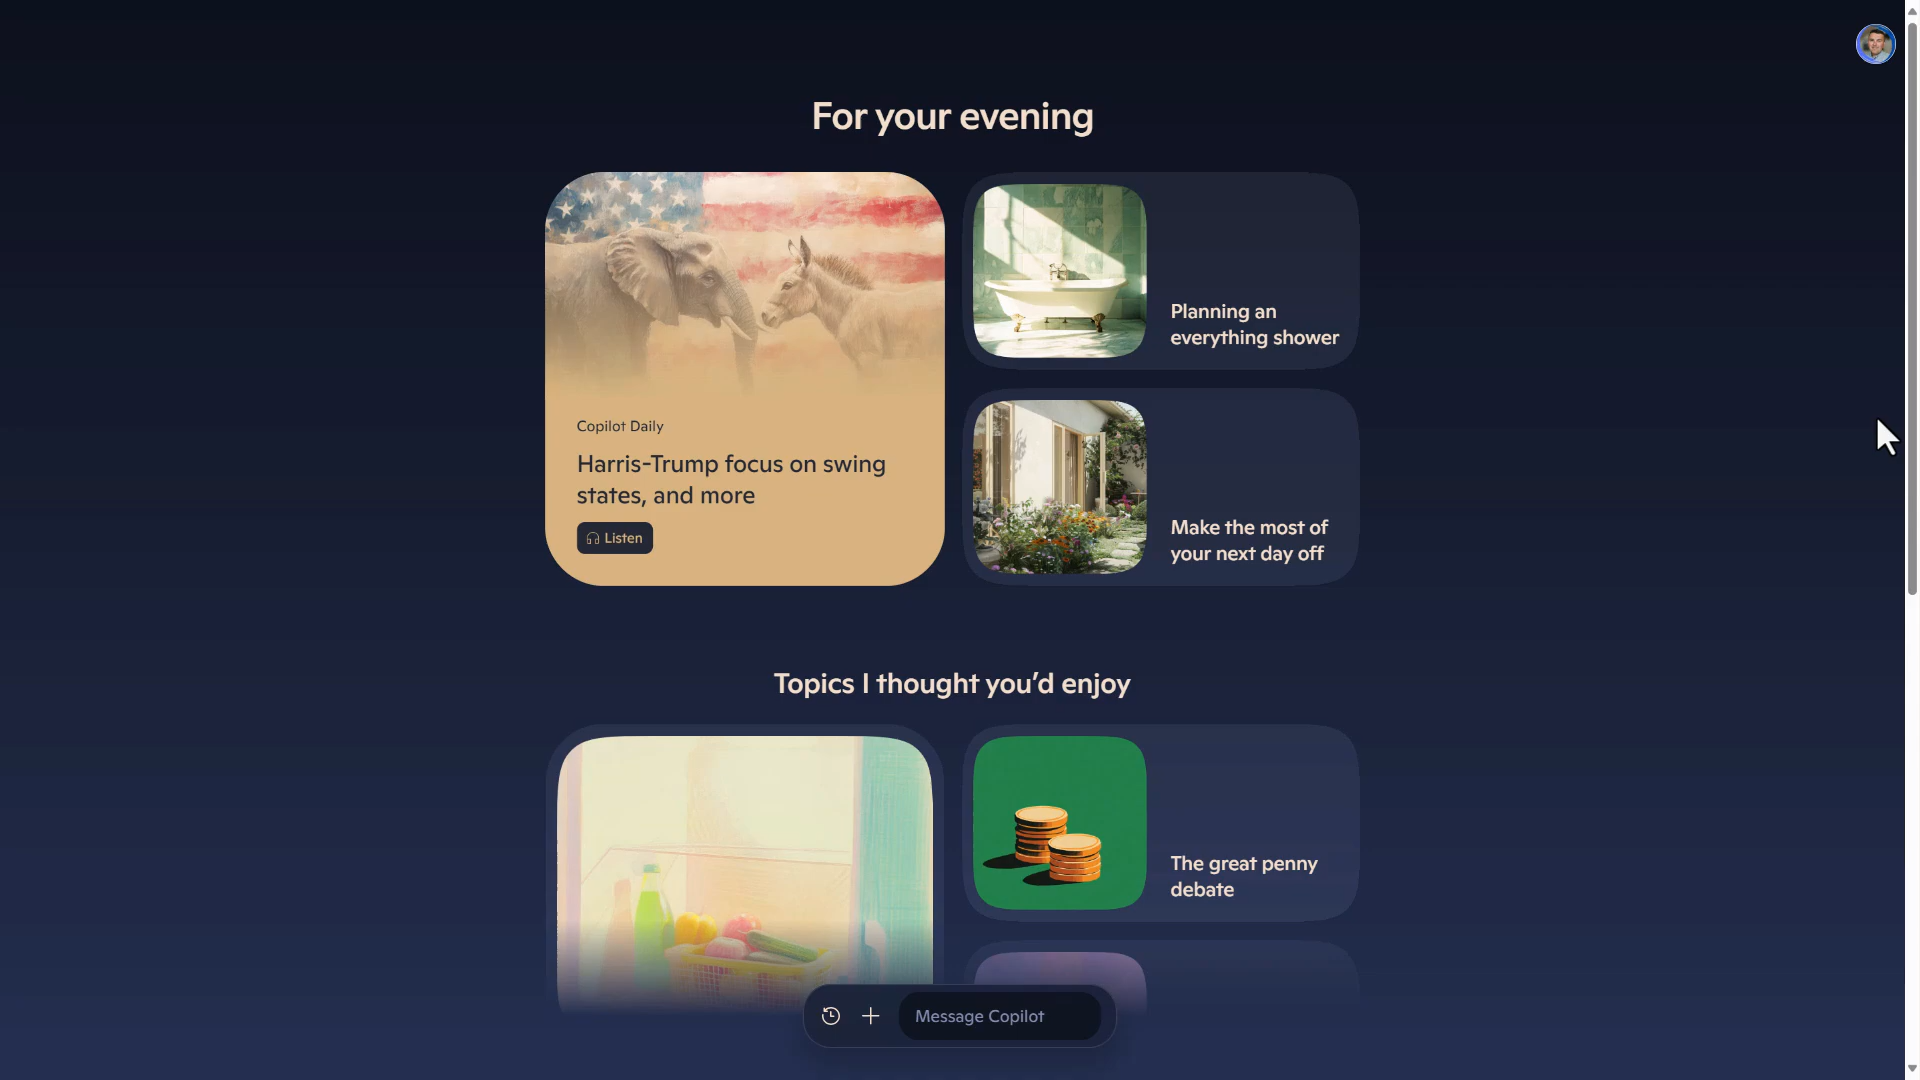 For your evening
Copilot Daily
Harris-Trump focus on swing
states, and more
Listen
Planning an
everything shower
Make the most of
your next day off
Topics I thought you’d enjoy
The great penny
debate
Message Copilot